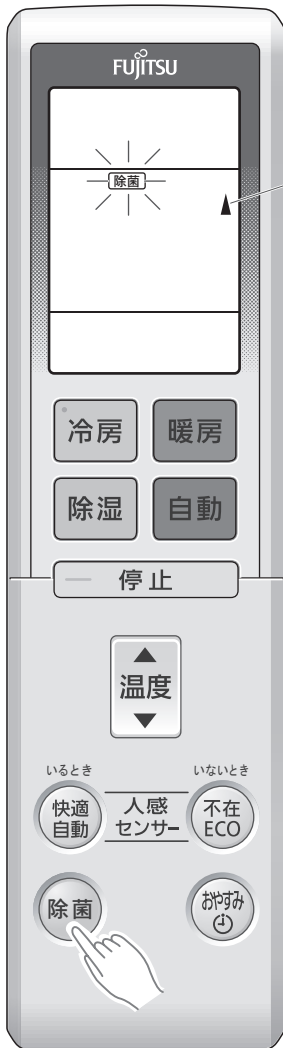 FUJITSU
除菌
冷房 暖房
除湿 自動
停止
▲
温度
▼
いるとき いないとき
快適 人感 不在
自動 センサー ECO
除菌 おやすみ